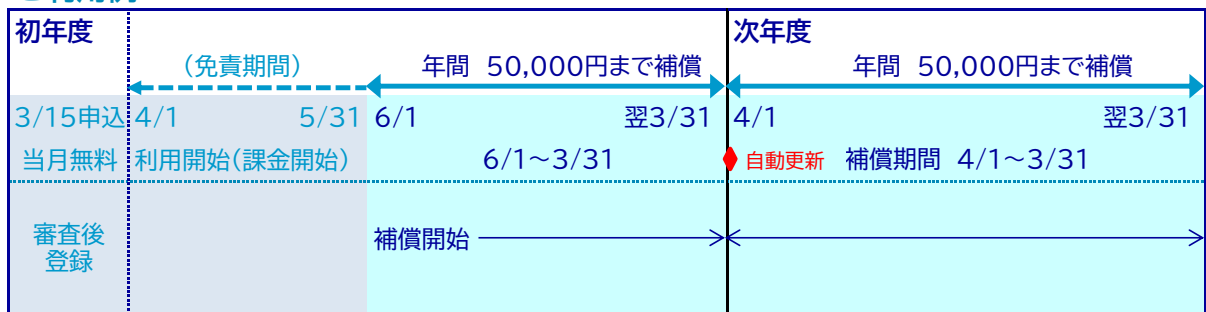 初年度
次年度
(免責期間)
年間 50,000円まで補償
年間 50,000円まで補償
3/15申込
4/1
5/31
6/1
翌3/31
4/1
翌3/31
当月無料
利用開始(課金開始)
6/1～3/31
自動更新
補償期間 4/1～3/31
審査後
登録
補償開始